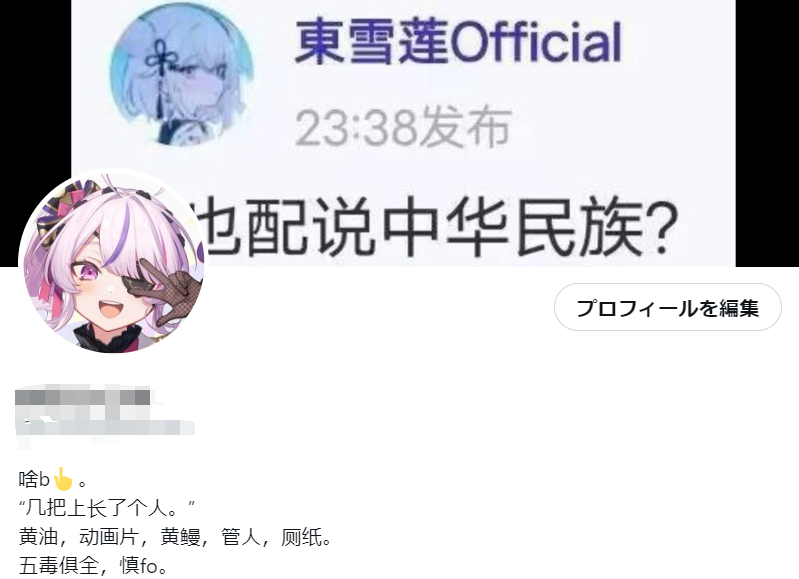 東雪莲Official
23:38发布
也配说中华民族?
プロフィールを編集
啥b👆。
“几把上长了个人。”
黄油，动画片，黄鳗，管人，厕纸。
五毒俱全，慎fo。